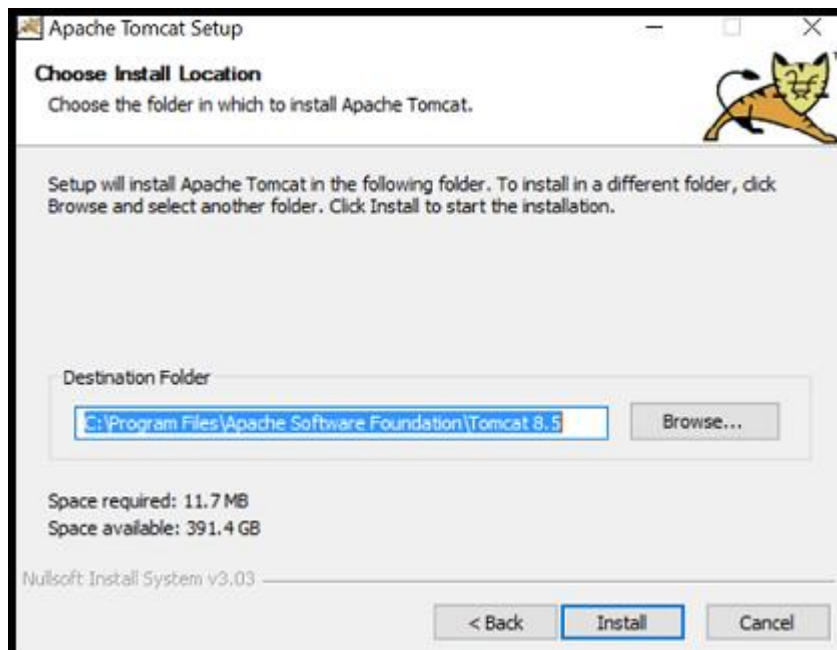 Apache Tomcat Setup
Choose Install Location
Choose the folder in which to install Apache Tomcat.
Setup will install Apache Tomcat in the following folder. To install in a different folder, click
Browse and select another folder. Click Install to start the installation.
Destination Folder
C:\Program Files\Apache Software Foundation\Tomcat 8.5
Browse...
Space required: 11.7 MB
Space available: 391.4 GB
Nullsoft Install System v3.03
< Back
Install
Cancel